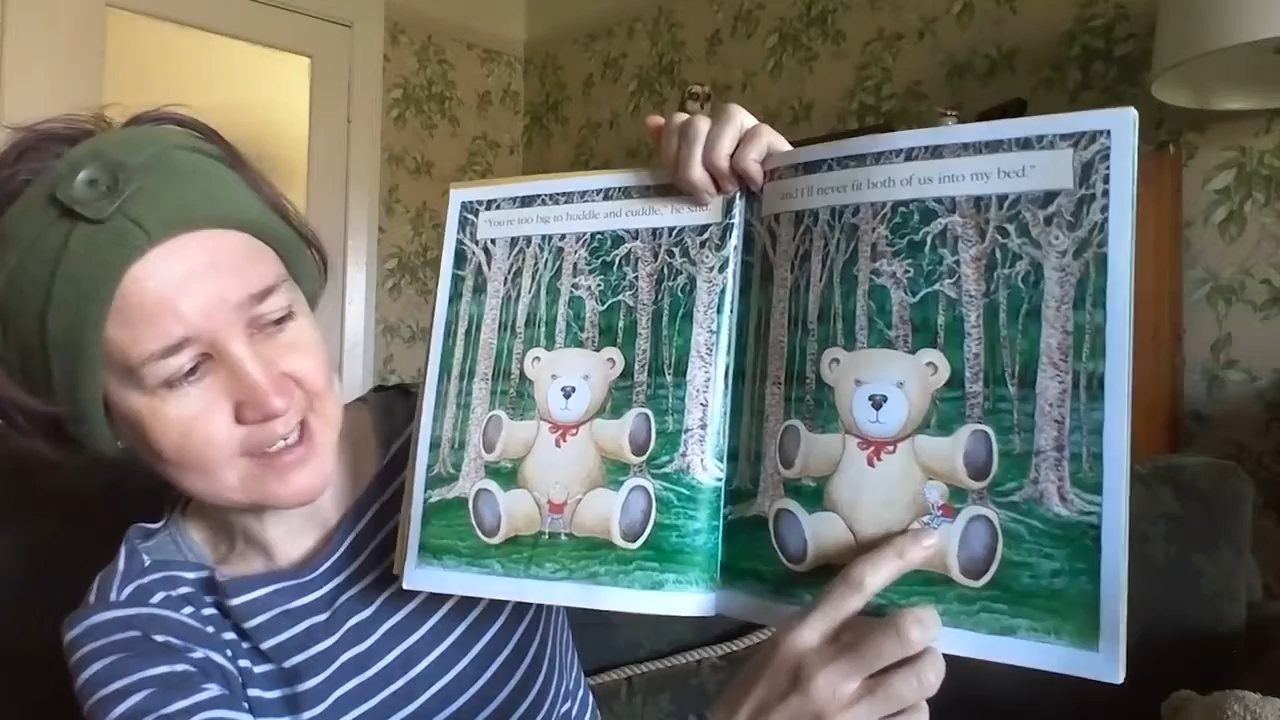 "You're too big to huddle and cuddle," he said,
and I'll never fit both of us into my bed."